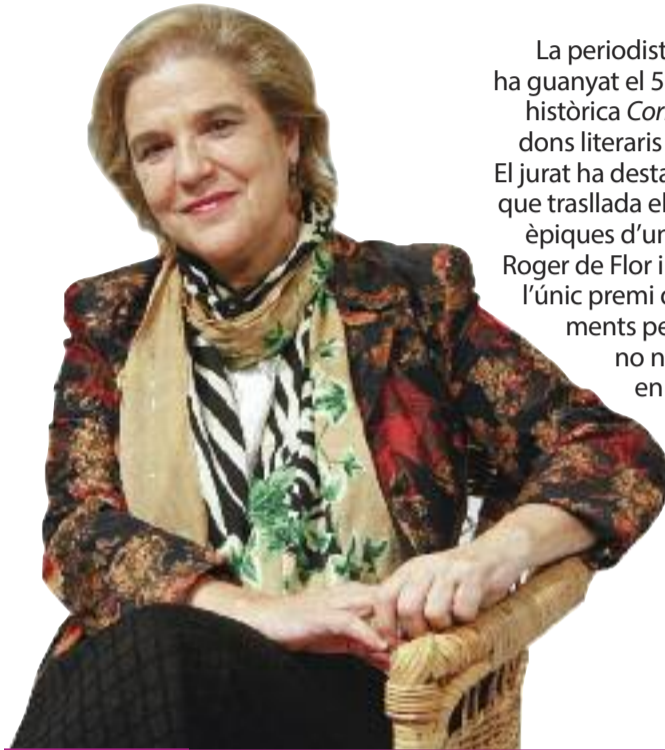 La periodist
ha guanyat el 5
històrica Cor
dons literaris
El jurat ha desta
que trasllada el
èpiques d'un
Roger de Flor i
l'únic premi
ments pe
no n
en